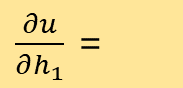 ∂u/∂h₁ =